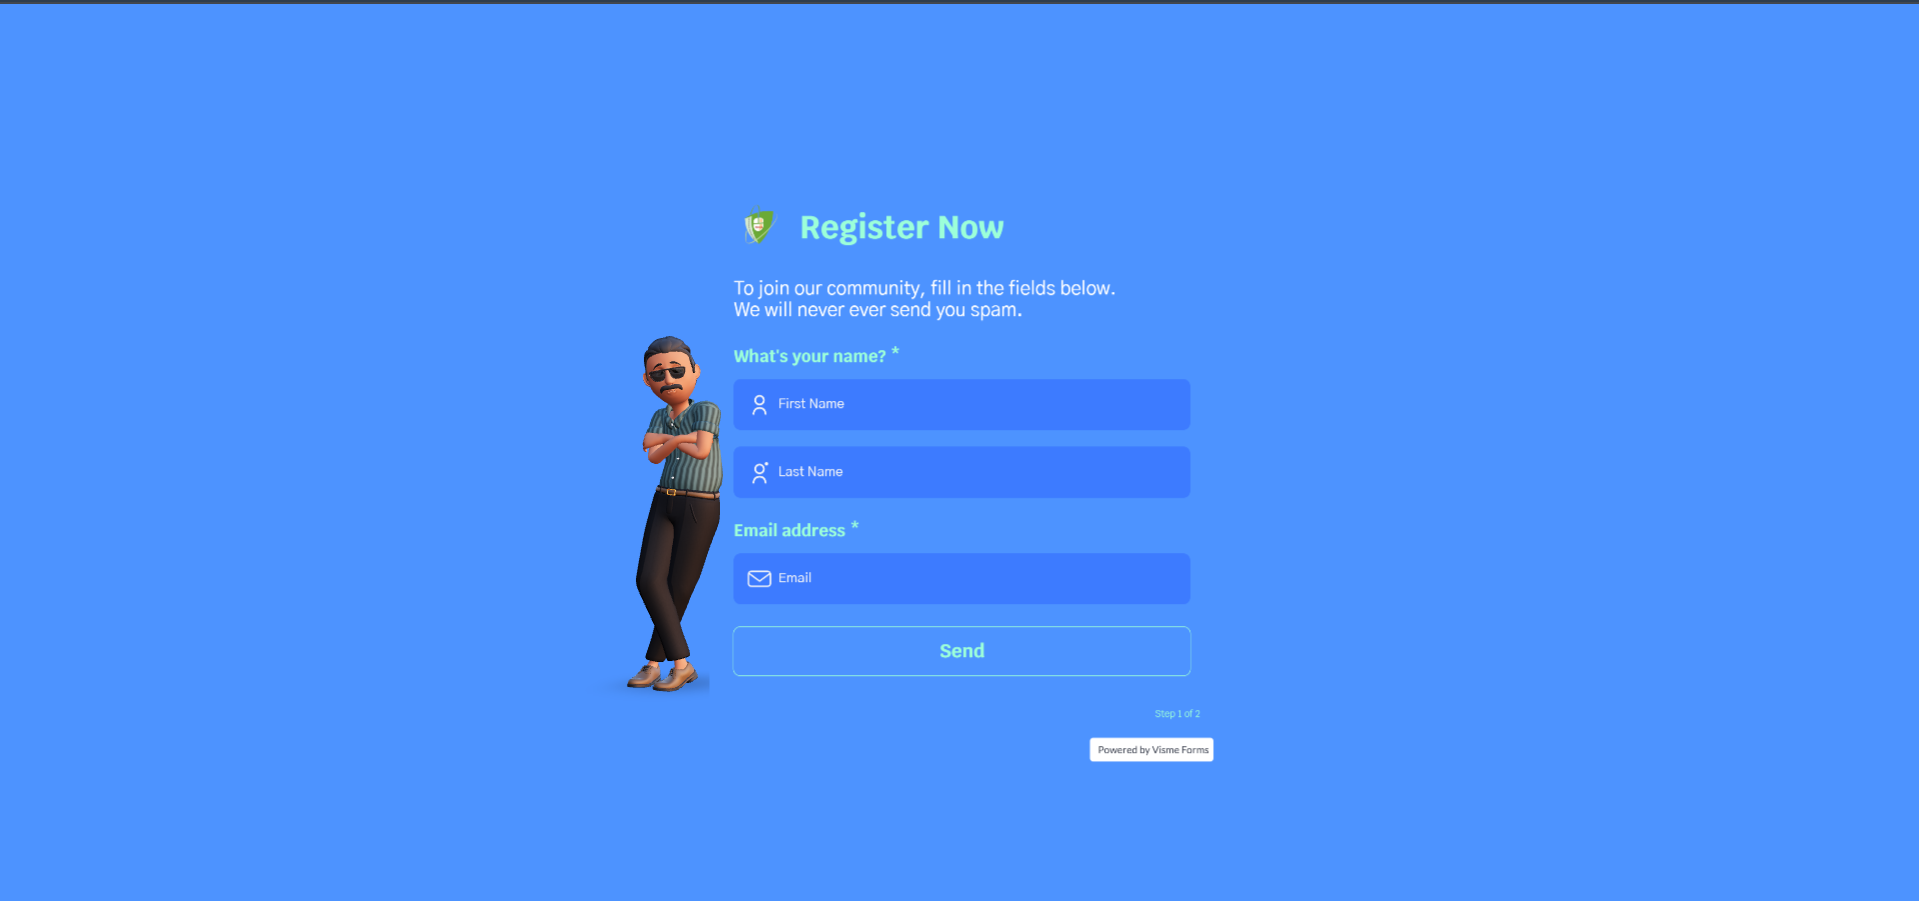 Register Now
To join our community, fill in the fields below.
We will never ever send you spam.
What's your name? *
First Name
Last Name
Email address *
Email
Send
Step 1 of 2
Powered by Visme Forms